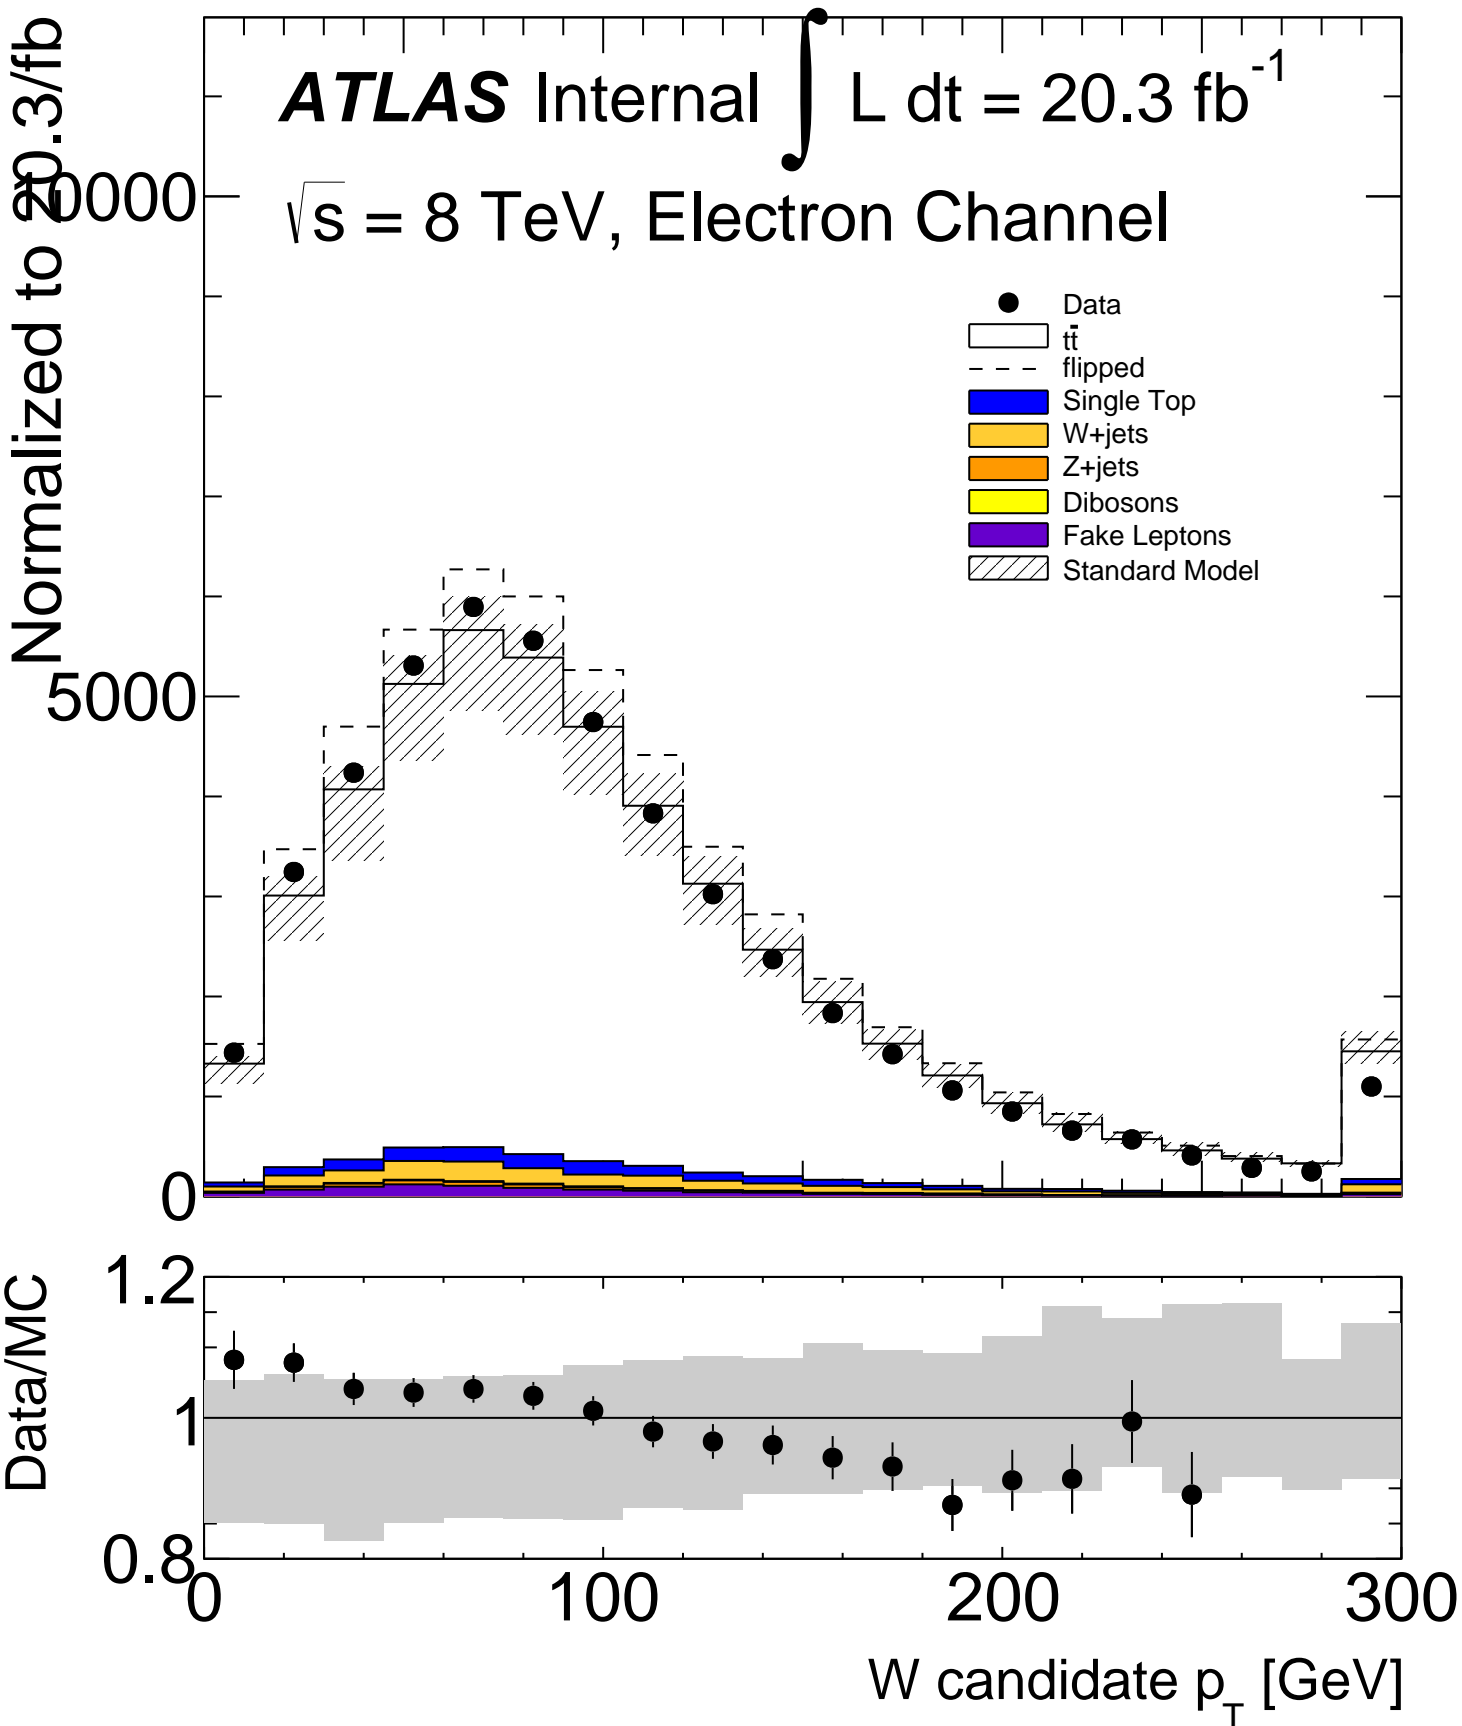 Normalized to 20.3/fb
ATLAS Internal ∫ L dt = 20.3 fb⁻¹
√s = 8 TeV, Electron Channel
Data
tt̄
flipped
Single Top
W+jets
Z+jets
Dibosons
Fake Leptons
Standard Model
10000
5000
0
Data/MC
1.2
1
0.8
0 100 200 300
W candidate p_T [GeV]